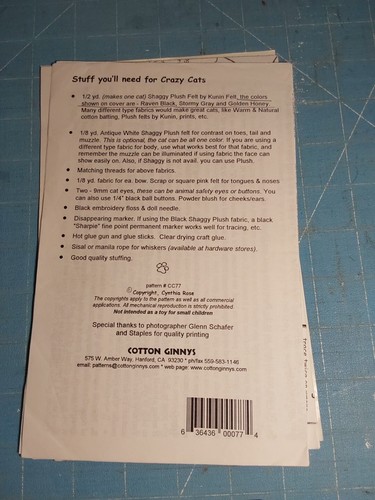 Stuff you'll need for Crazy Cats
• 1/2 yd. (makes one cat) Shaggy Plush Felt by Kunin Felt, the colors
shown on cover are - Raven Black, Stormy Gray and Golden Honey.
Many different type fabrics would make great cats, like Warm & Natural
cotton batting, Plush felts by Kunin, prints, etc.
• 1/8 yd. Antique White Shaggy Plush felt for contrast on toes, tail and
muzzle. This is optional, the cat can be all one color. If you are using a
different type fabric for body, use what works best for that fabric, and
remember the muzzle can be illuminated if using fabric the face can
show easily on. Also, if Shaggy is not avail. you can use Plush.
• Matching threads for above fabrics.
• 1/8 yd. fabric for ea. bow. Scrap or square pink felt for tongues & noses
• Two - 9mm cat eyes, these can be animal safety eyes or buttons. You
can also use 1/4" black ball buttons. Powder blush for cheeks/ears.
• Black embroidery floss & doll needle.
• Disappearing marker. If using the Black Shaggy Plush fabric, a black
"Sharpie" fine point permanent marker works well for tracing, etc.
• Hot glue gun and glue sticks. Clear drying craft glue.
• Sisal or manila rope for whiskers (available at hardware stores).
• Good quality stuffing.
pattern # CC77
© Copyright, Cynthia Rose
The copyrights apply to the pattern as well as all commercial
applications. All mechanical reproduction is strictly prohibited.
Not intended as a toy for small children
Special thanks to photographer Glenn Schafer
and Staples for quality printing
COTTON GINNYS
575 W. Amber Way, Hanford, CA 93230 * ph/fax 559-583-1146
email: patterns@cottonginnys.com * web page: www.cottonginnys.com
6 36436 00077 4